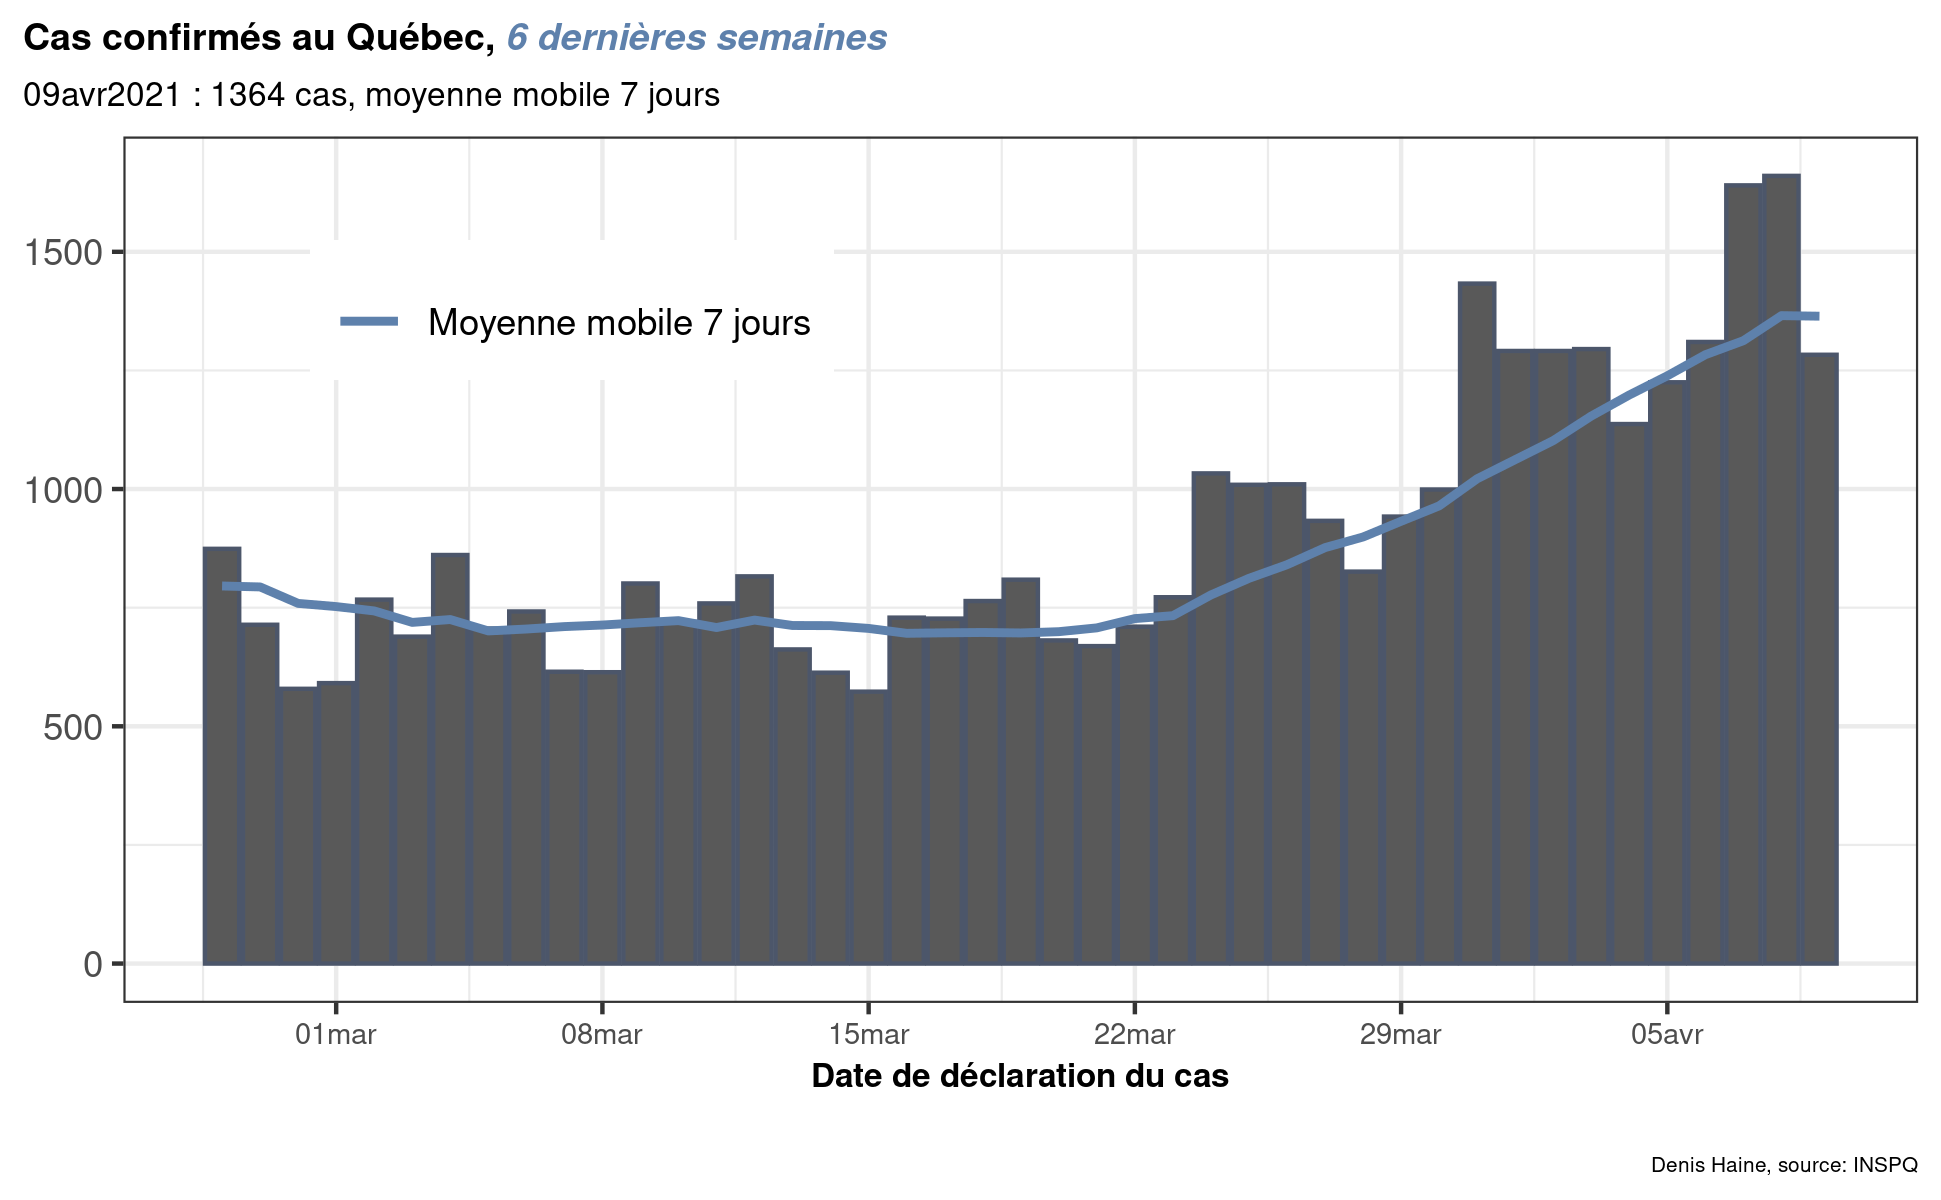 Cas confirmés au Québec, 6 dernières semaines
09avr2021 : 1364 cas, moyenne mobile 7 jours
1500
Moyenne mobile 7 jours
1000
500
0
01mar 08mar 15mar 22mar 29mar 05avr
Date de déclaration du cas
Denis Haine, source: INSPQ